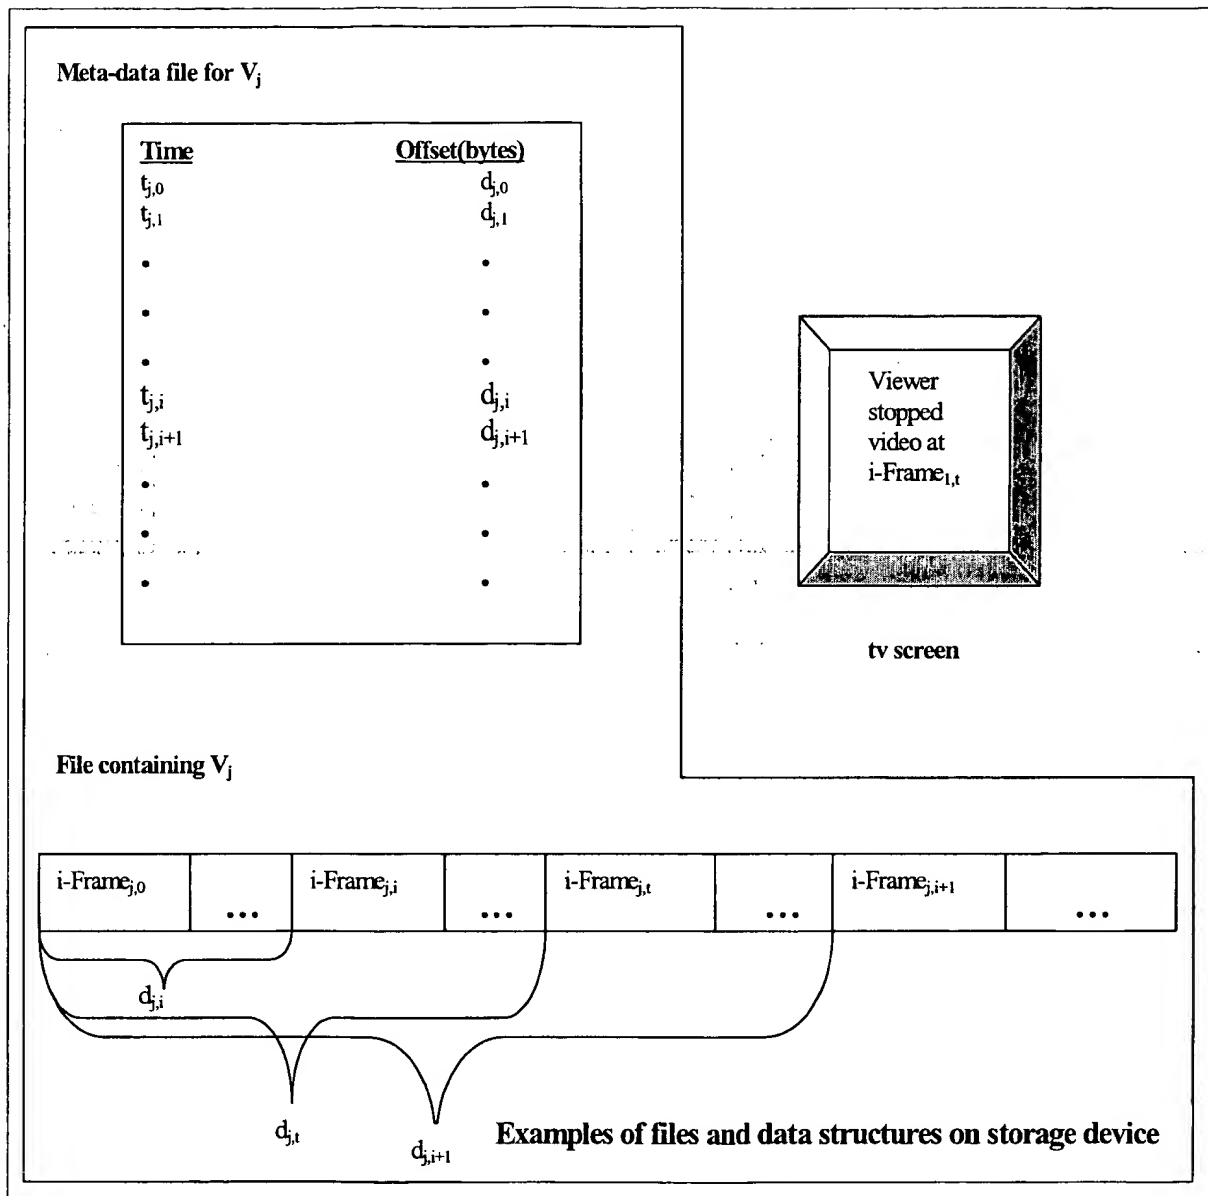 Meta-data file for Vj
Time Offset(bytes)
tj,0 dj,0
tj,1 dj,1
• •
• •
• •
tj,i dj,i
tj,i+1 dj,i+1
• •
• •
• •
Viewer
stopped
video at
i-Frame1,t
tv screen
File containing Vj
i-Framej,0 ... i-Framej,i ... i-Framej,t ... i-Framej,i+1 ...
dj,i
dj,t
dj,i+1
Examples of files and data structures on storage device